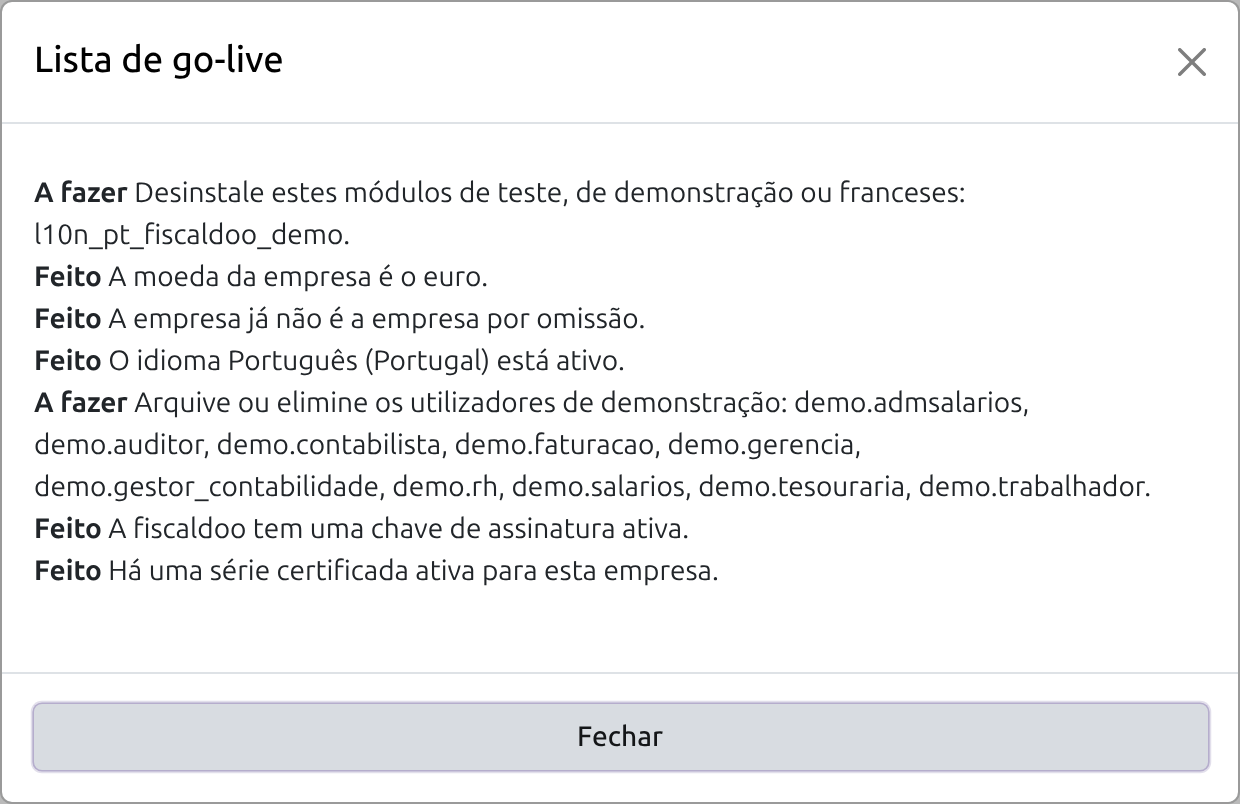 Lista de go-live
A fazer Desinstale estes módulos de teste, de demonstração ou franceses:
l10n_pt_fiscaldoo_demo.
Feito A moeda da empresa é o euro.
Feito A empresa já não é a empresa por omissão.
Feito O idioma Português (Portugal) está ativo.
A fazer Arquive ou elimine os utilizadores de demonstração: demo.admsalarios,
demo.auditor, demo.contabilista, demo.faturacao, demo.gerencia,
demo.gestor_contabilidade, demo.rh, demo.salarios, demo.tesouraria, demo.trabalhador.
Feito A fiscaldoo tem uma chave de assinatura ativa.
Feito Há uma série certificada ativa para esta empresa.
Fechar